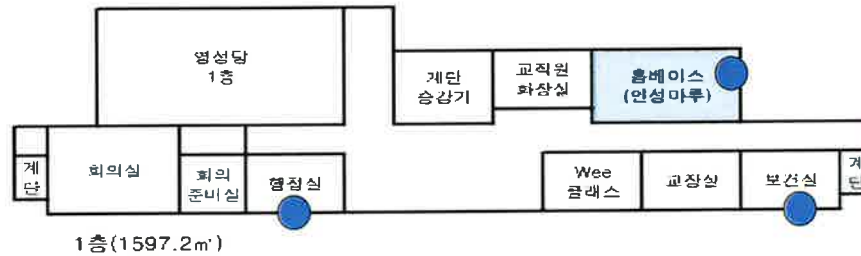 영성당
1층
계단
승강기
교직원
화장실
홈베이스
(인성마루)
계
단
회의실
회의
준비실
행정실
Wee
클래스
교장실
보건실
계
단
1층(1597.2㎡)